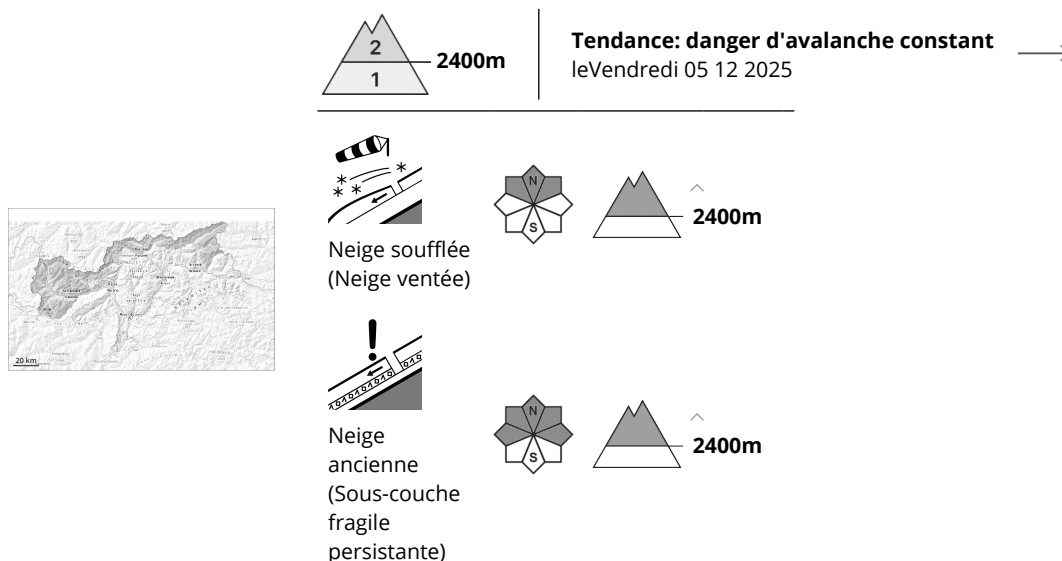 2
1
2400m
Tendance: danger d'avalanche constant
leVendredi 05 12 2025
N
S
2400m
Neige soufflée
(Neige ventée)
20 km
N
S
2400m
Neige
ancienne
(Sous-couche
fragile
persistante)